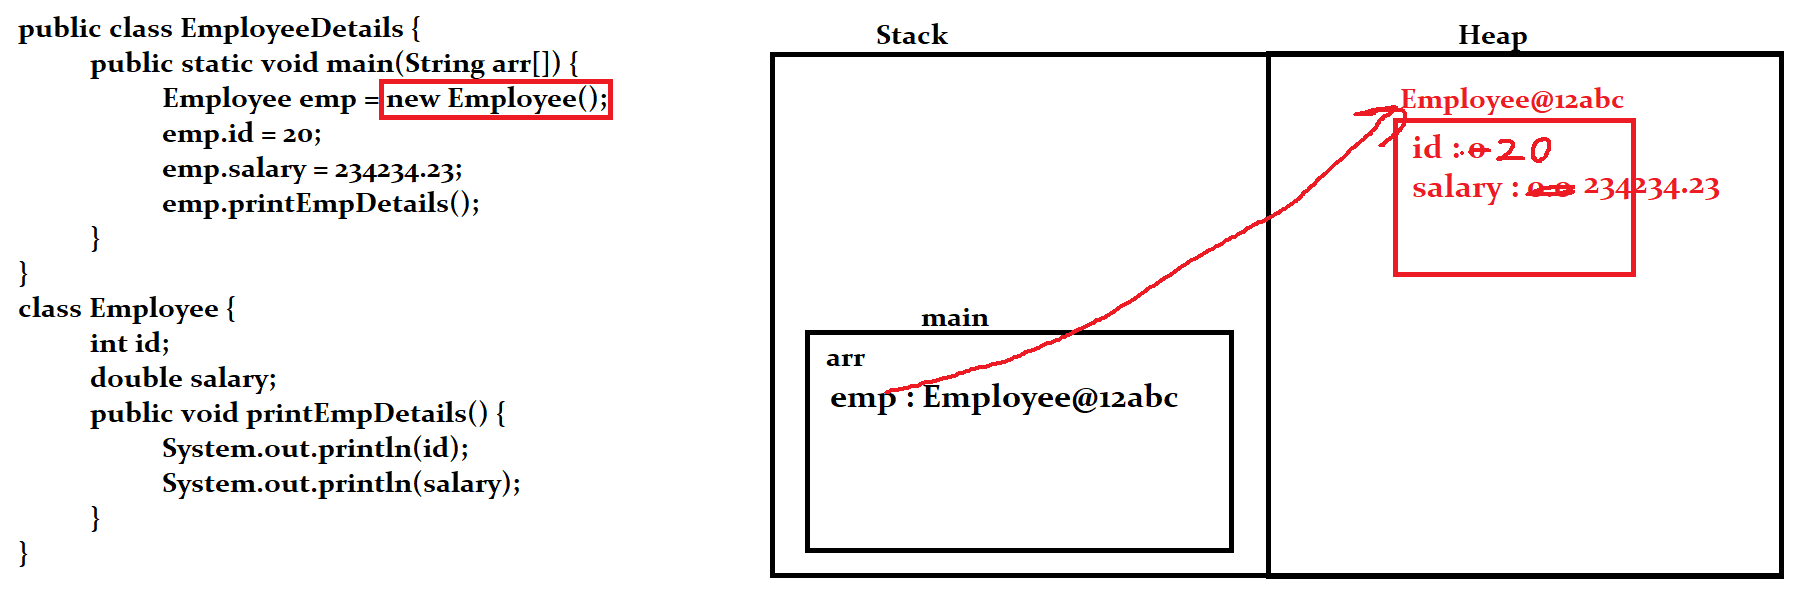 public class EmployeeDetails {
public static void main(String arr[]) {
Employee emp = new Employee();
emp.id = 20;
emp.salary = 234234.23;
emp.printEmpDetails();
}
}
class Employee {
int id;
double salary;
public void printEmpDetails() {
System.out.println(id);
System.out.println(salary);
}
}
Stack
Heap
Employee@12abc
id : 0 20
salary : 0.0 234234.23
main
arr
emp : Employee@12abc